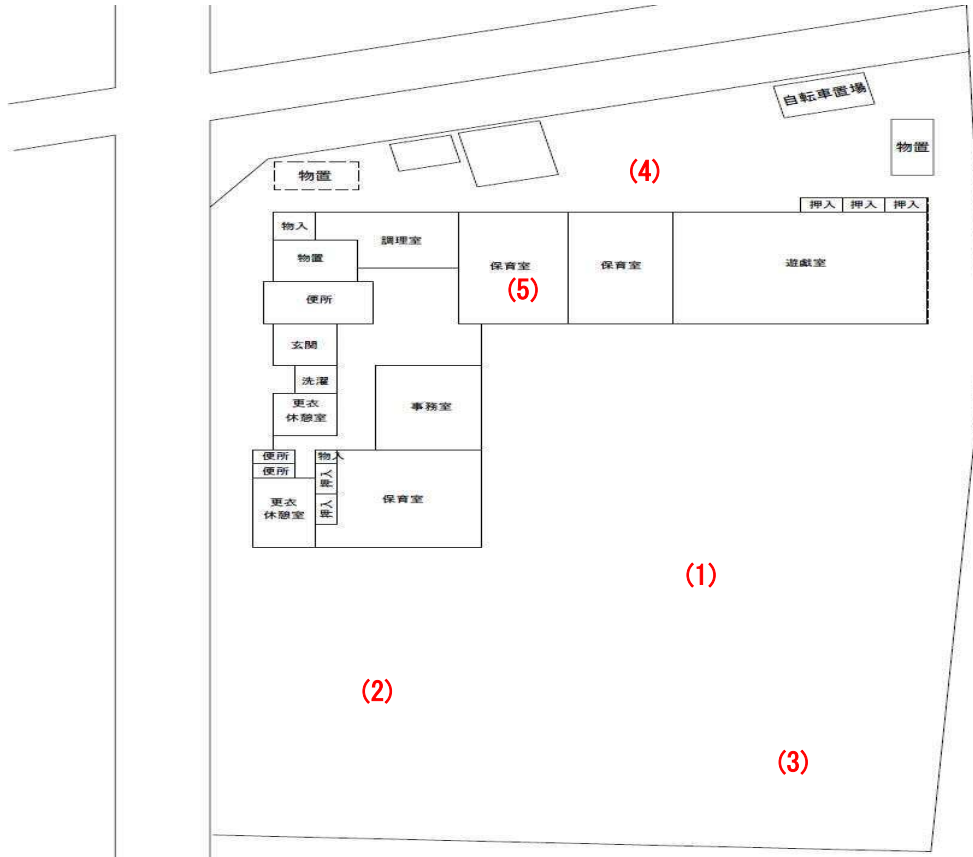 自転車置場
物置
物置
(4)
押入
押入
押入
物入
調理室
物置
保育室
保育室
遊戯室
(5)
便所
玄関
洗濯
更衣
休憩室
事務室
便所
便所
物入
押入
押入
更衣
休憩室
保育室
(1)
(2)
(3)